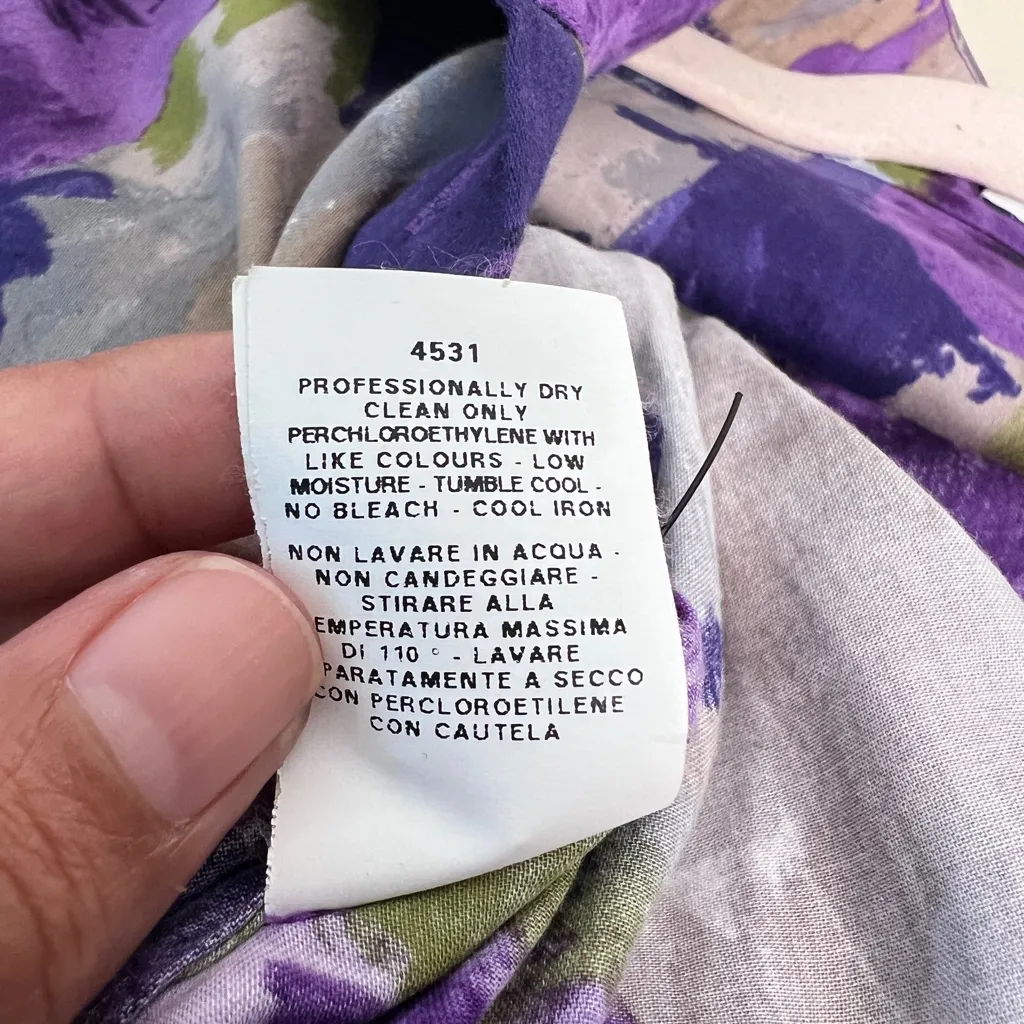 4531
PROFESSIONALLY DRY
CLEAN ONLY
PERCHLOROETHYLENE WITH
LIKE COLOURS - LOW
MOISTURE - TUMBLE COOL -
NO BLEACH - COOL IRON
NON LAVARE IN ACQUA -
NON CANDEGGIARE -
STIRARE ALLA
EMPERATURA MASSIMA
DI 110 ° - LAVARE
PARATAMENTE A SECCO
CON PERCLOROETILENE
CON CAUTELA